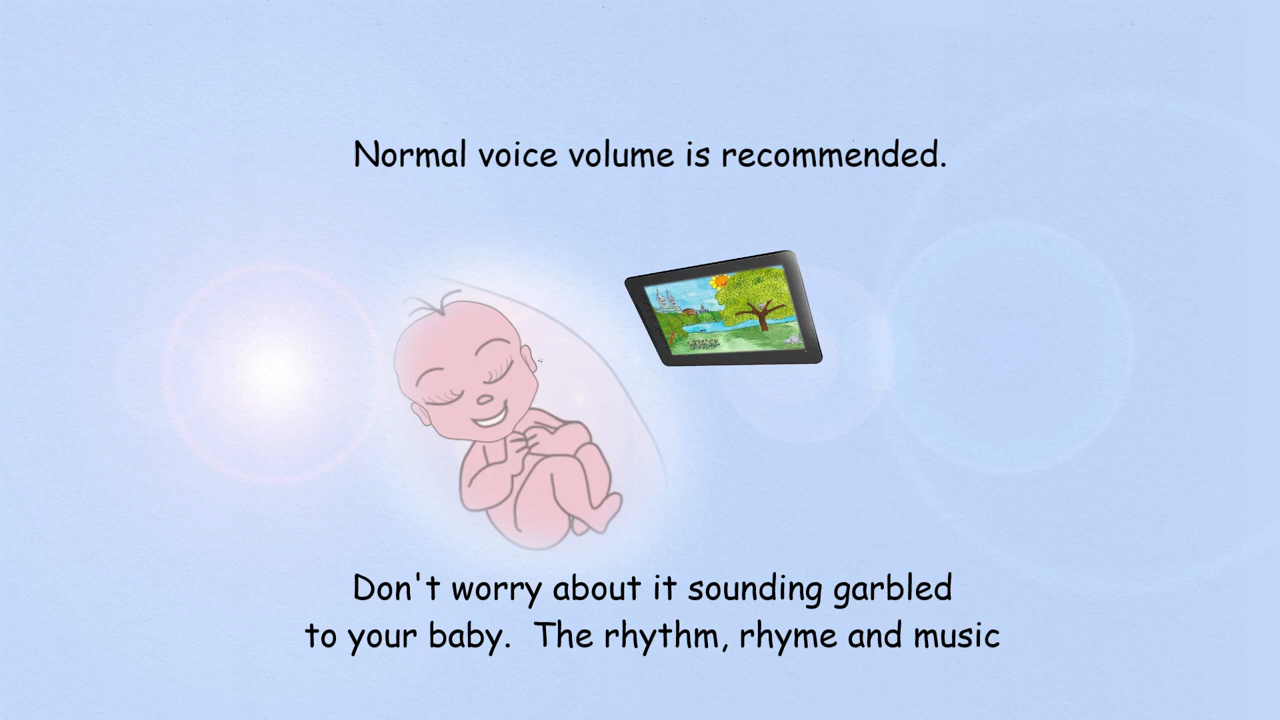 Normal voice volume is recommended.
Don't worry about it sounding garbled
to your baby.  The rhythm, rhyme and music